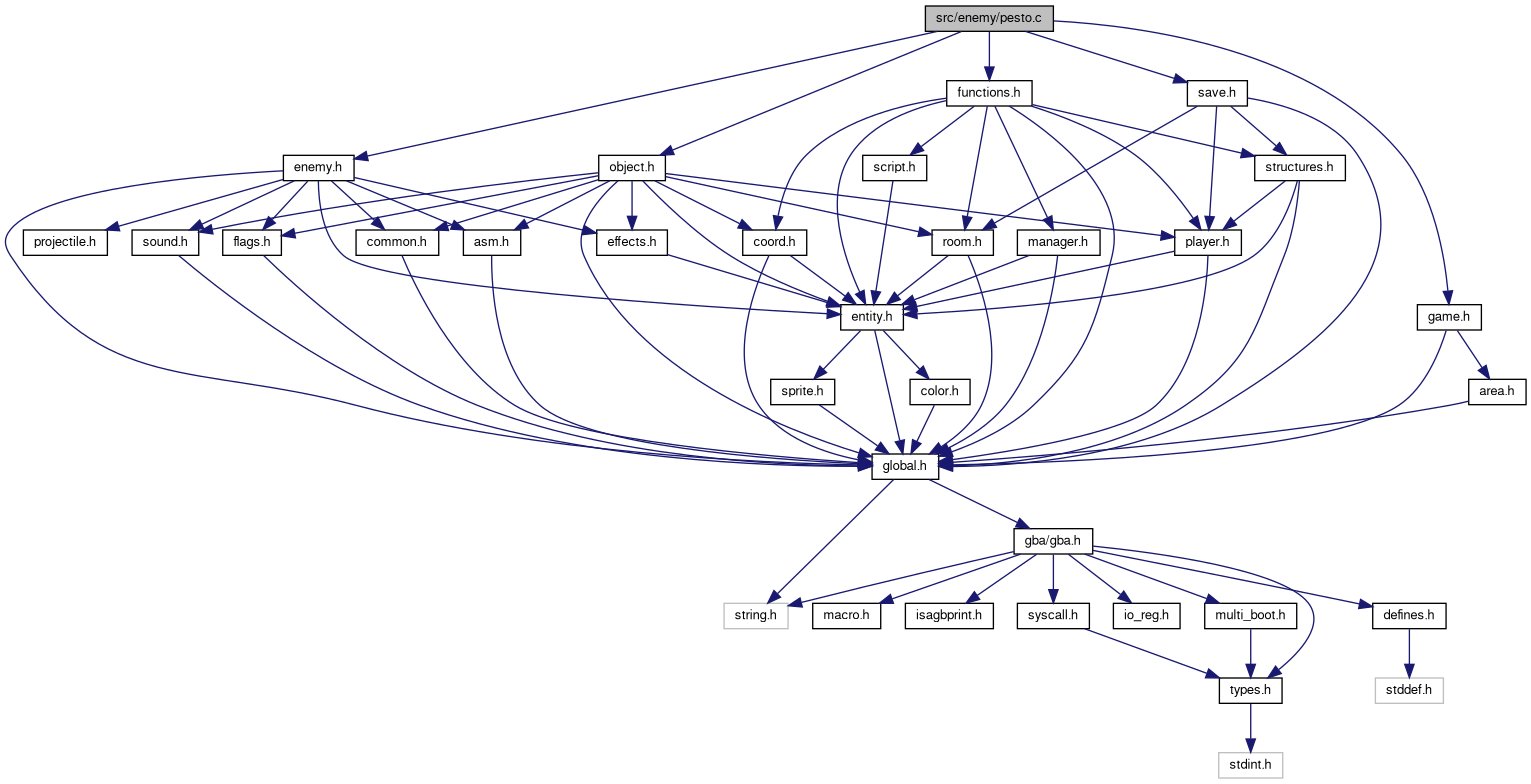 src/enemy/pesto.c
functions.h
save.h
enemy.h
object.h
script.h
structures.h
projectile.h
sound.h
flags.h
common.h
asm.h
effects.h
coord.h
room.h
manager.h
player.h
entity.h
game.h
sprite.h
color.h
area.h
global.h
gba/gba.h
string.h
macro.h
isagbprint.h
syscall.h
io_reg.h
multi_boot.h
defines.h
types.h
stddef.h
stdint.h